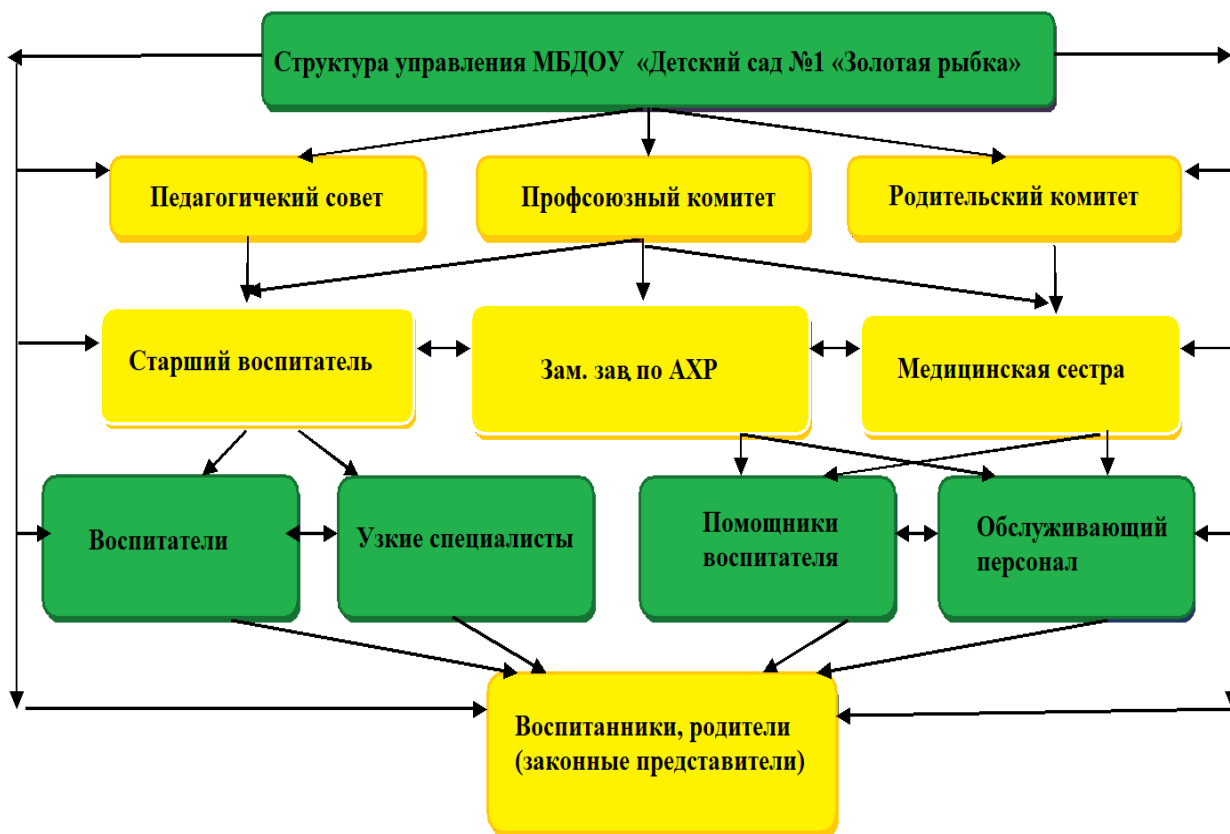 Структура управления МБДОУ «Детский сад №1 «Золотая рыбка»
Педагогичекий совет
Профсоюзный комитет
Родительский комитет
Старший воспитатель
Зам. зав, по АХР
Медицинская сестра
Воспитатели
Узкие специалисты
Помощники
воспитателя
Обслуживающий
персонал
Воспитанники, родители
(законные представители)